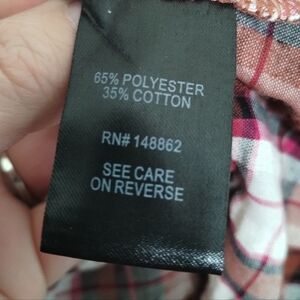 65% POLYESTER
35% COTTON
RN# 148862
SEE CARE
ON REVERSE